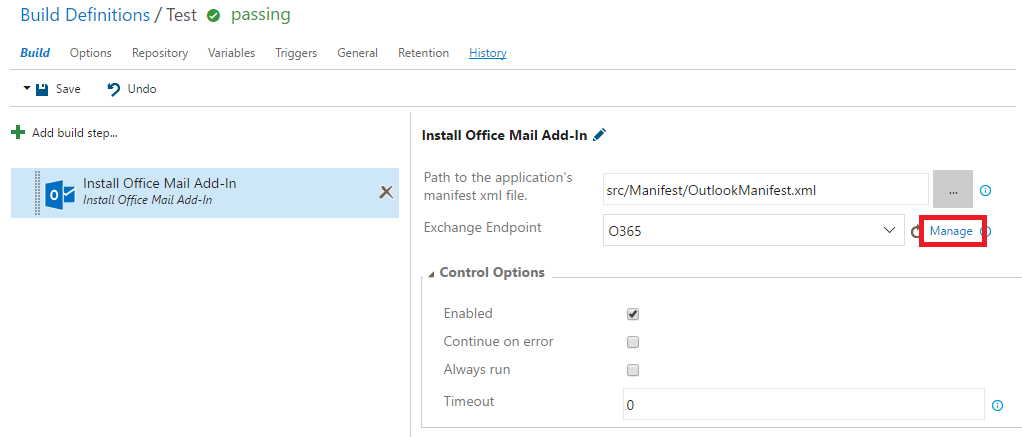 Build Definitions / Test passing
Build Options Repository Variables Triggers General Retention History
Save Undo
Add build step...
Install Office Mail Add-In
Install Office Mail Add-In
Install Office Mail Add-In
Path to the application's
manifest xml file.
src/Manifest/OutlookManifest.xml
...
Exchange Endpoint
O365
Manage
Control Options
Enabled
Continue on error
Always run
Timeout
0